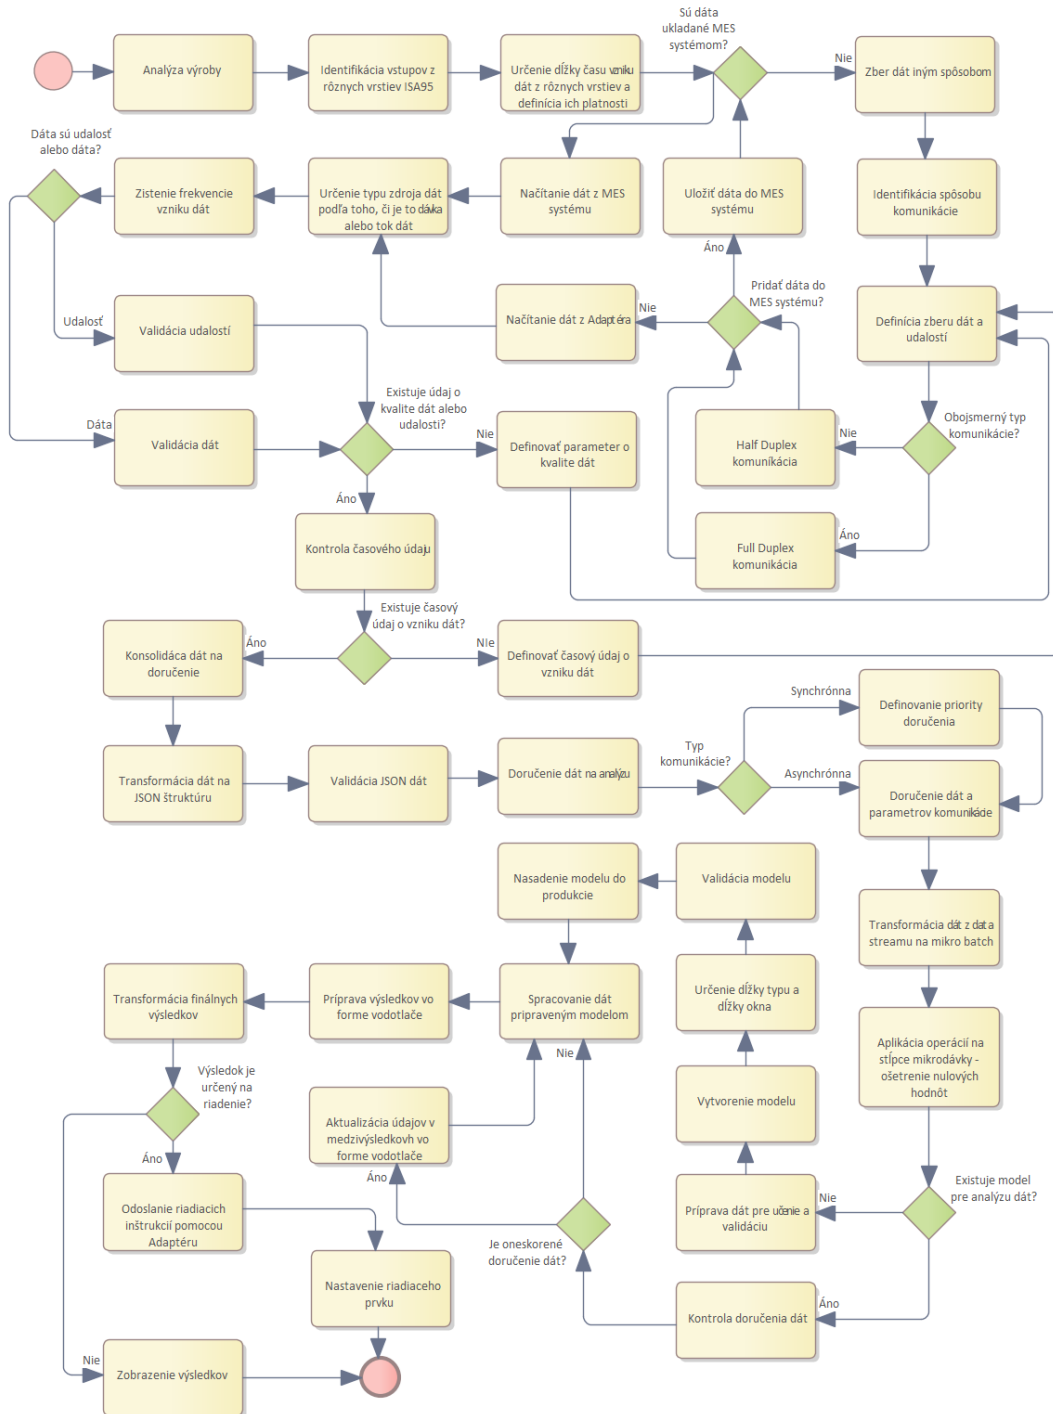 Sú dáta
ukladané MES
systémom?
Nie
Analýza výroby
Identifikácia vstupov z
rôznych vrstiev ISA95
Určenie dĺžky času vzniku
dát z rôznych vrstiev a
definícia ich platnosti
Zber dát iným spôsobom
Dáta sú udalosť
alebo dáta?
Zistenie frekvencie
vzniku dát
Určenie typu zdroja dát
podľa toho, či je to dávka
alebo tok dát
Načítanie dát z MES
systému
Uložiť dáta do MES
systému
Identifikácia spôsobu
komunikácie
Áno
Pridať dáta do
MES systému?
Udalosť
Validácia udalostí
Načítanie dát z Adaptéra
Nie
Definícia zberu dát a
udalostí
Existuje údaj o
kvalite dát alebo
udalosti?
Obojsmerný typ
komunikácie?
Dáta
Validácia dát
Nie
Definovať parameter o
kvalite dát
Half Duplex
komunikácia
Nie
Áno
Kontrola časového údaju
Full Duplex
komunikácia
Áno
Existuje časový
údaj o vzniku dát?
Konsolidáca dát na
doručenie
Áno
NIe
Definovať časový údaj o
vzniku dát
Synchrónna
Definovanie priority
doručenia
Transformácia dát na
JSON štruktúru
Validácia JSON dát
Doručenie dát na analýzu
Typ
komunikácie?
Asynchrónna
Doručenie dát a
parametrov komunikácie
Nasadenie modelu do
produkcie
Validácia modelu
Transformácia dát z data
streamu na mikro batch
Transformácia finálnych
výsledkov
Príprava výsledkov vo
forme vodotlače
Spracovanie dát
pripraveným modelom
Určenie dĺžky typu a
dĺžky okna
Aplikácia operácií na
stĺpce mikrodávky -
ošetrenie nulových
hodnôt
Nie
Výsledok je
určený na
riadenie?
Aktualizácia údajov v
medzivýsledkovh vo
forme vodotlače
Vytvorenie modelu
Áno
Áno
Existuje model
pre analýzu dát?
Odoslanie riadiacich
inštrukcií pomocou
Adaptéru
Príprava dát pre učenie a
validáciu
Nie
Je oneskorené
doručenie dát?
Nastavenie riadiaceho
prvku
Kontrola doručenia dát
Áno
Nie
Zobrazenie výsledkov